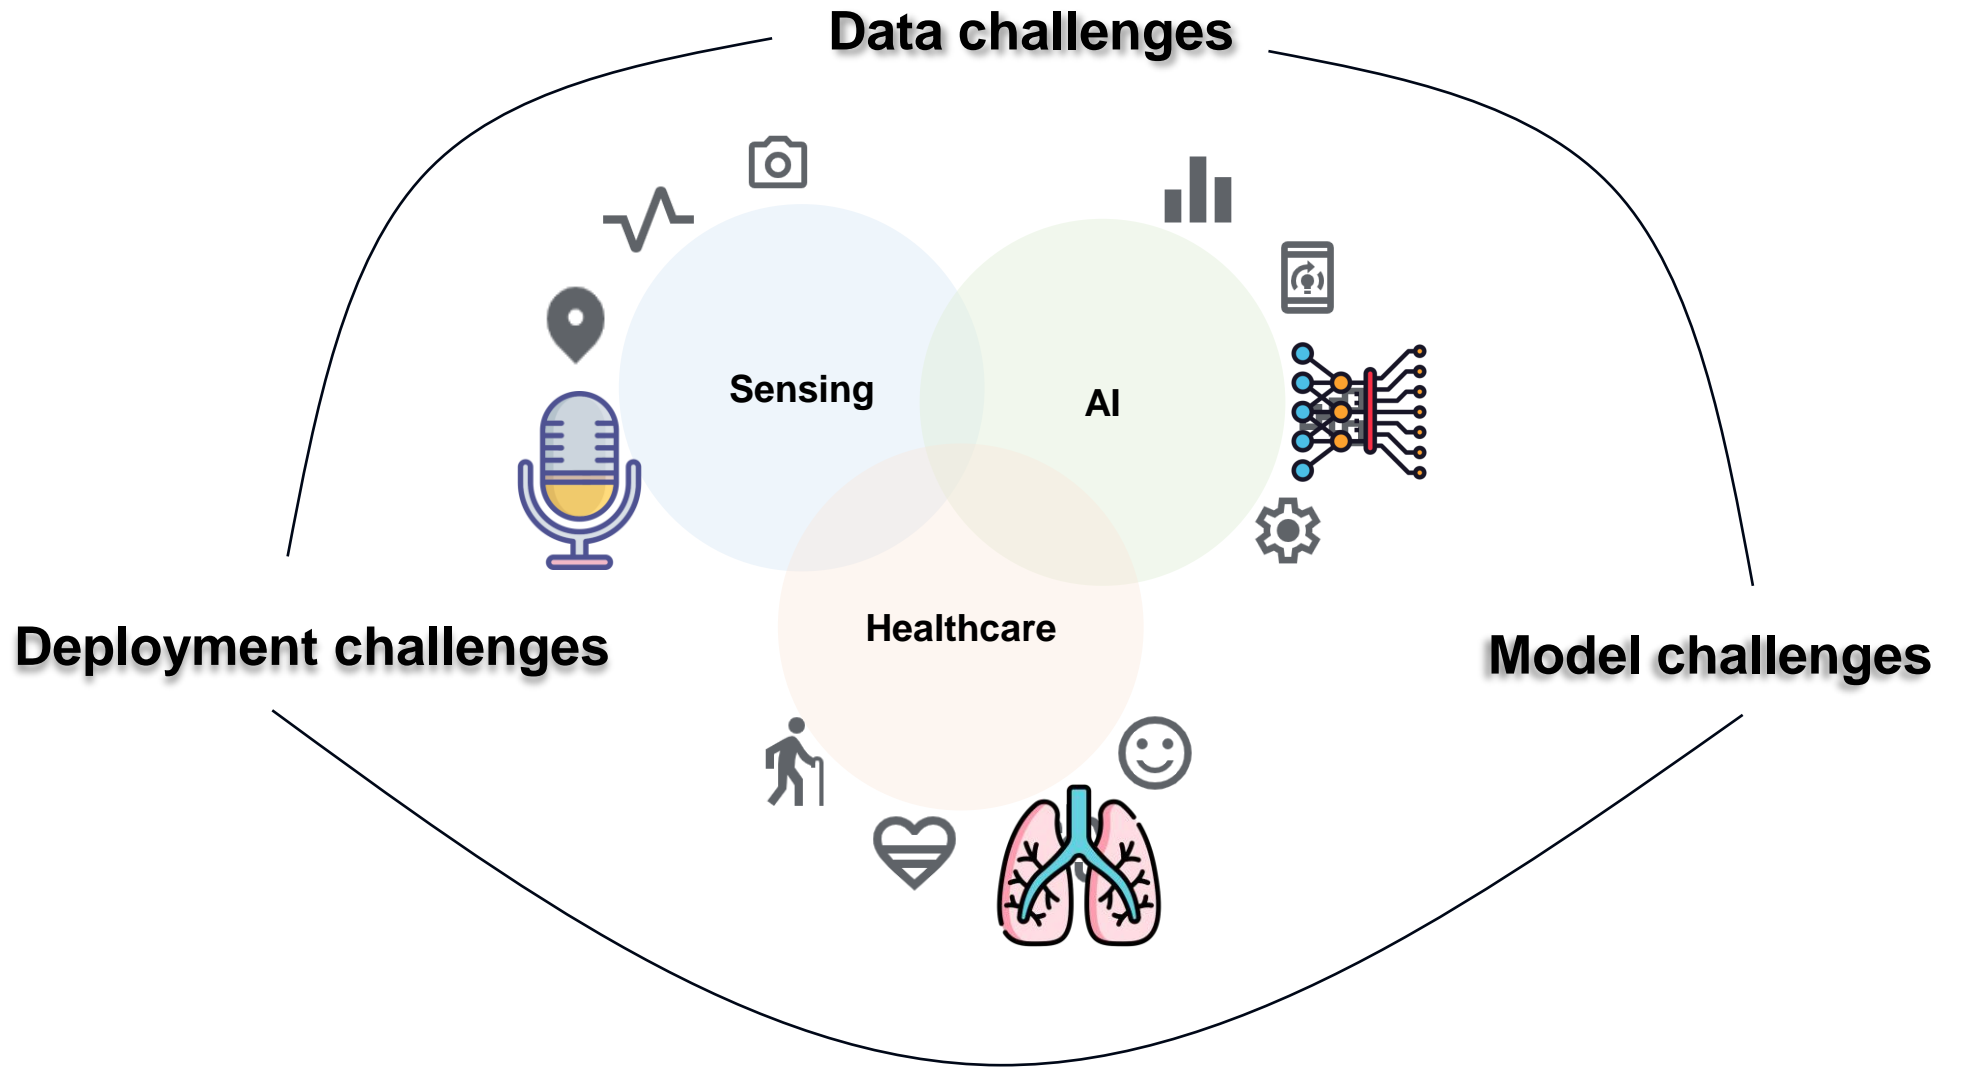 Data challenges
Sensing
AI
Healthcare
Deployment challenges
Model challenges